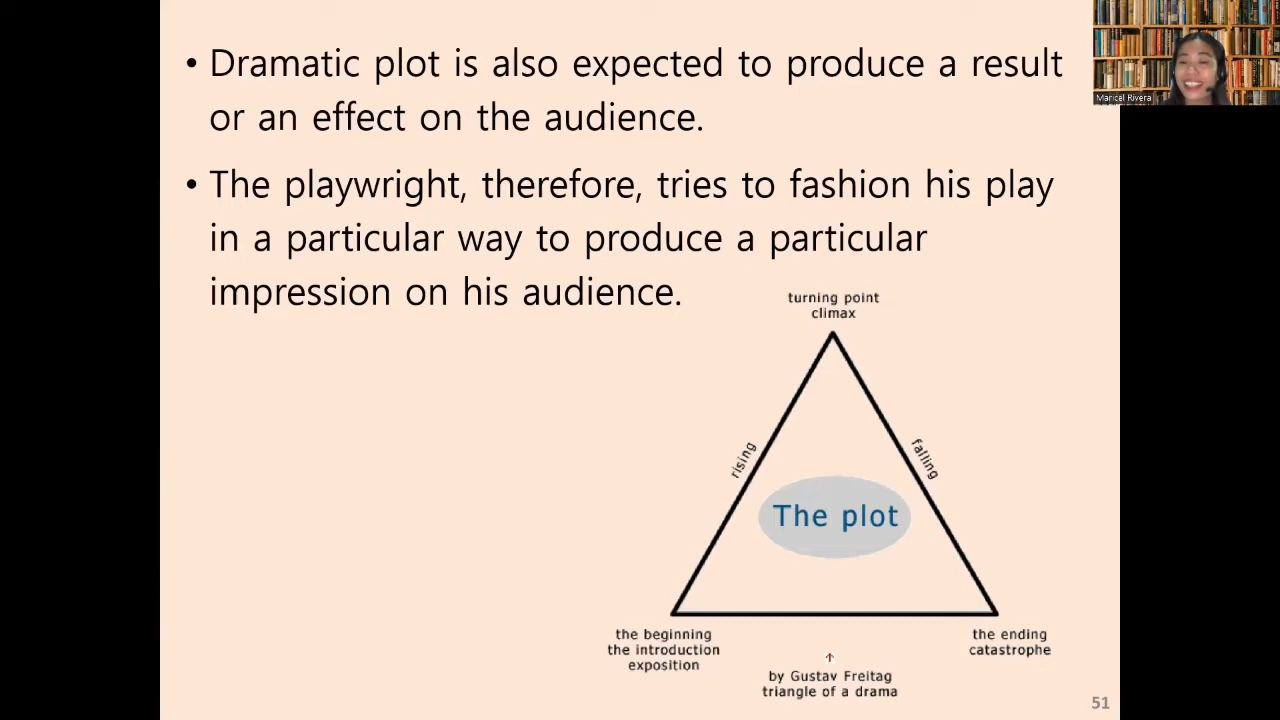 • Dramatic plot is also expected to produce a result
or an effect on the audience.
• The playwright, therefore, tries to fashion his play
in a particular way to produce a particular
impression on his audience.
turning point
climax
rising
falling
The plot
the beginning
the introduction
exposition
the ending
catastrophe
↑
by Gustav Freitag
triangle of a drama
51
Maricel Rivera